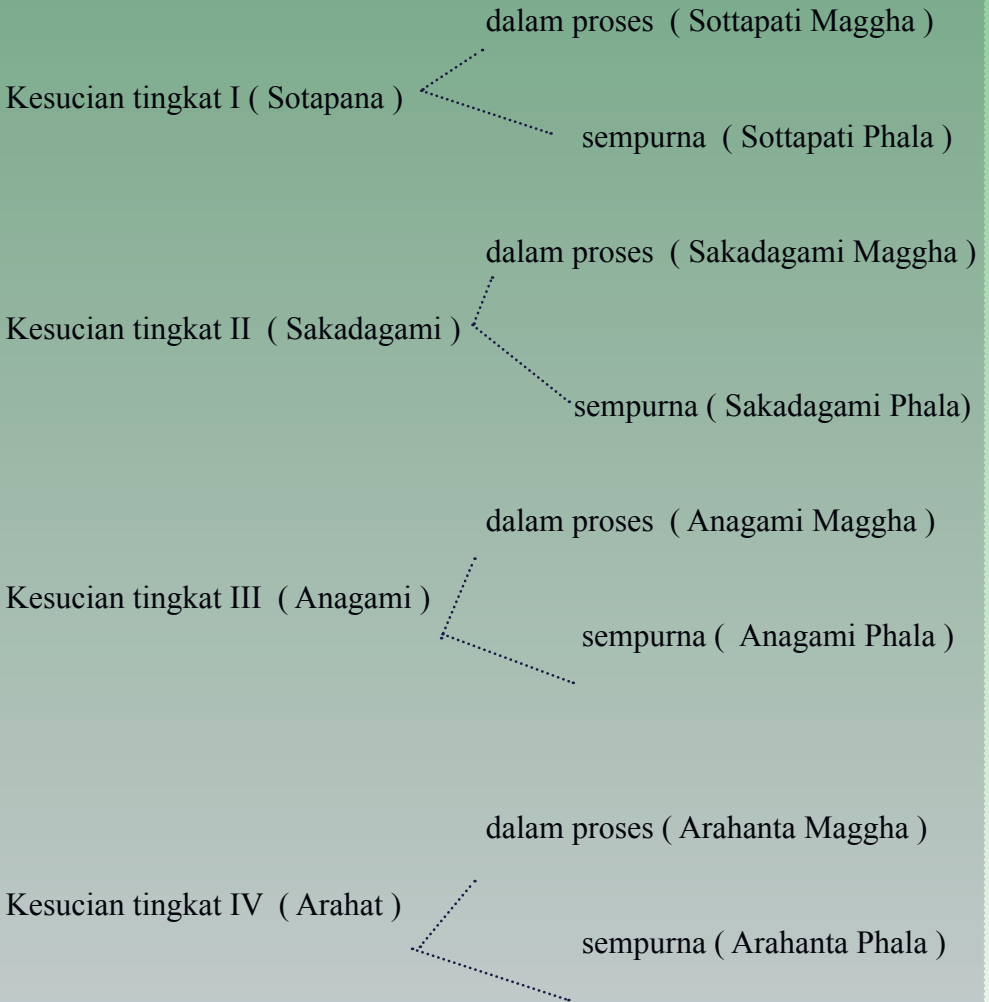 dalam proses ( Sottapati Maggha )
Kesucian tingkat I ( Sotapana )
sempurna ( Sottapati Phala )
dalam proses ( Sakadagami Maggha )
Kesucian tingkat II ( Sakadagami )
sempurna ( Sakadagami Phala)
dalam proses ( Anagami Maggha )
Kesucian tingkat III ( Anagami )
sempurna ( Anagami Phala )
dalam proses ( Arahanta Maggha )
Kesucian tingkat IV ( Arahat )
sempurna ( Arahanta Phala )